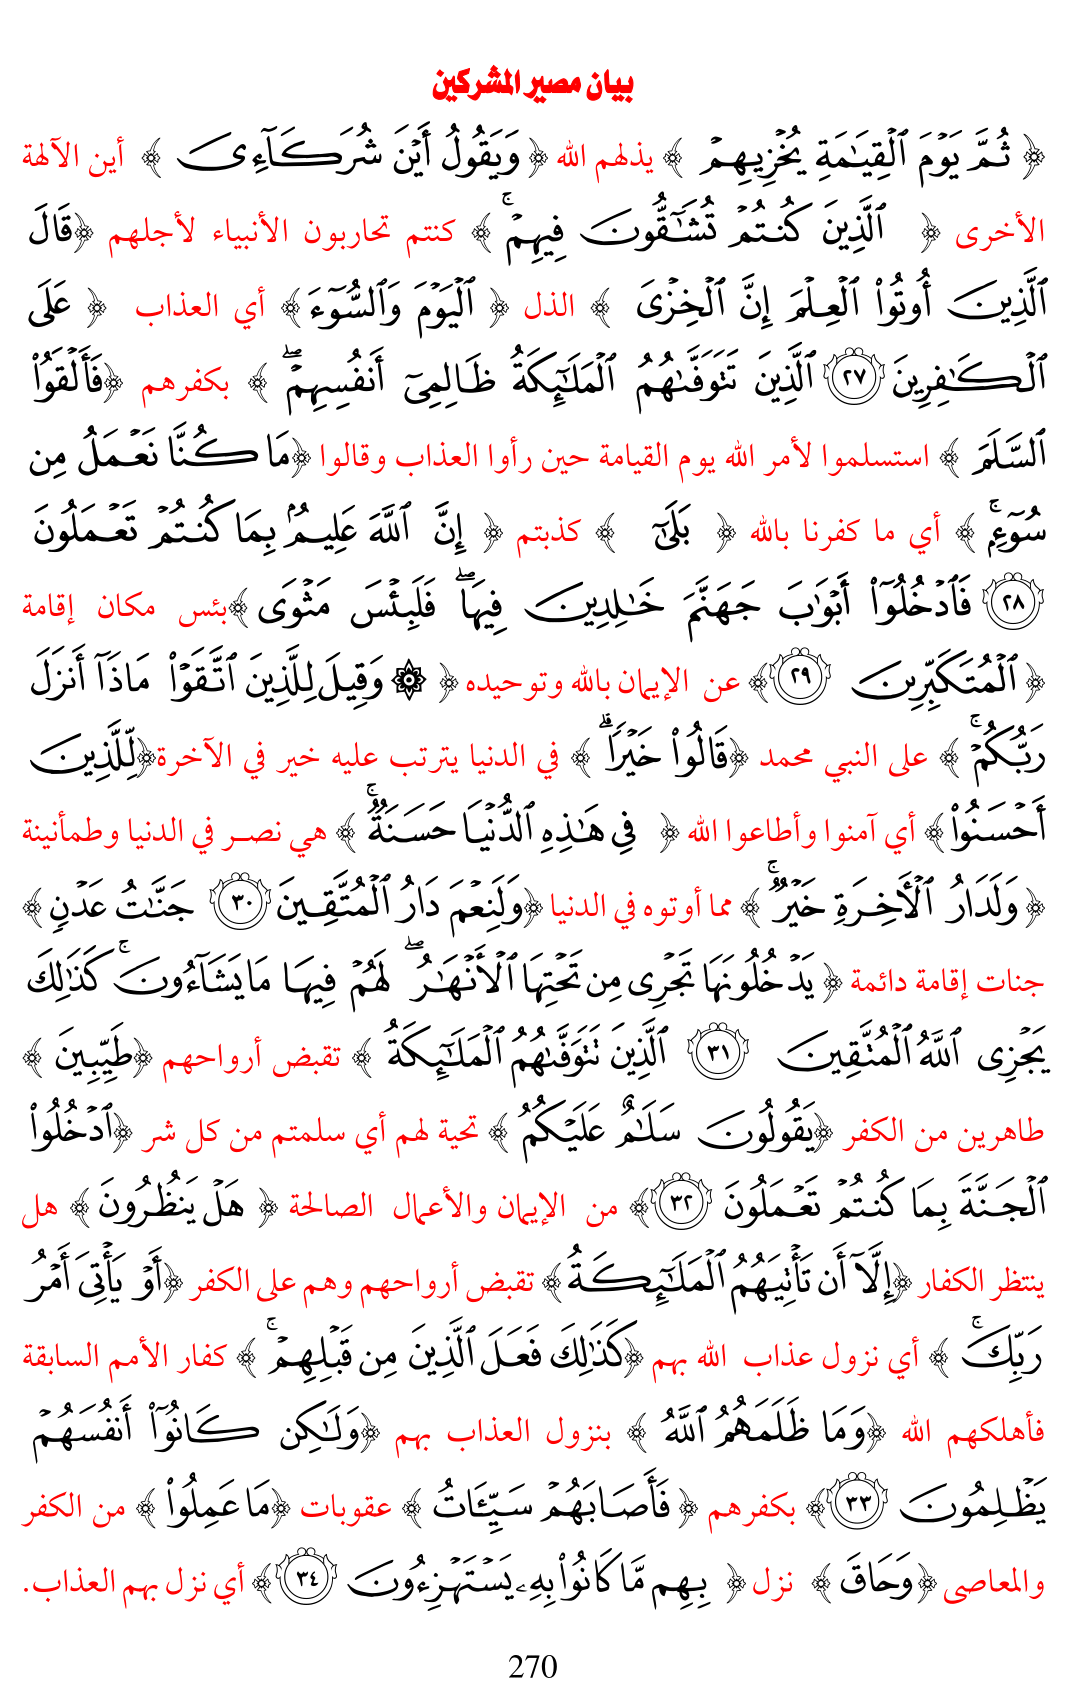 بيان مصير المشركين
﴿ ثُمَّ يَوْمَ ٱلْقِيَٰمَةِ يُخْزِيهِمْ ﴾ يذلهم الله ﴿ وَيَقُولُ أَيْنَ شُرَكَآءِىَ ﴾ أين الآلهة
الأخرى ﴿ ٱلَّذِينَ كُنتُمْ تُشَٰٓقُّونَ فِيهِمْ ۚ ﴾ كنتم تحاربون الأنبياء لأجلهم ﴿قَالَ
ٱلَّذِينَ أُوتُوا۟ ٱلْعِلْمَ إِنَّ ٱلْخِزْىَ ﴾ الذل ﴿ ٱلْيَوْمَ وَٱلسُّوٓءَ﴾ أي العذاب ﴿ عَلَى
ٱلْكَٰفِرِينَ ٢٧ ٱلَّذِينَ تَتَوَفَّىٰهُمُ ٱلْمَلَٰٓئِكَةُ ظَالِمِىٓ أَنفُسِهِمْ ۖ ﴾ بكفرهم ﴿فَأَلْقَوُا۟
ٱلسَّلَمَ ﴾ استسلموا لأمر الله يوم القيامة حين رأوا العذاب وقالوا ﴿مَا كُنَّا نَعْمَلُ مِن
سُوٓءٍۭ ۚ ﴾ أي ما كفرنا بالله ﴿ بَلَىٰٓ ﴾ كذبتم ﴿ إِنَّ ٱللَّهَ عَلِيمٌۢ بِمَا كُنتُمْ تَعْمَلُونَ
٢٨ فَٱدْخُلُوٓا۟ أَبْوَٰبَ جَهَنَّمَ خَٰلِدِينَ فِيهَا ۖ فَلَبِئْسَ مَثْوَى ﴾بئس مكان إقامة
﴿ ٱلْمُتَكَبِّرِينَ ٢٩ ﴾ عن الإيمان بالله وتوحيده ﴿ ۞ وَقِيلَ لِلَّذِينَ ٱتَّقَوْا۟ مَاذَآ أَنزَلَ
رَبُّكُمْ ۚ ﴾ على النبي محمد ﴿قَالُوا۟ خَيْرًا ۗ ﴾ في الدنيا يترتب عليه خير في الآخرة﴿لِّلَّذِينَ
أَحْسَنُوا۟﴾ أي آمنوا وأطاعوا الله ﴿ فِى هَٰذِهِ ٱلدُّنْيَا حَسَنَةٌ ۚ ﴾ هي نصر في الدنيا وطمأنينة
﴿ وَلَدَارُ ٱلْأَخِرَةِ خَيْرٌ ۚ ﴾ مما أوتوه في الدنيا ﴿وَلَنِعْمَ دَارُ ٱلْمُتَّقِينَ ٣٠ جَنَّٰتُ عَدْنٍ ﴾
جنات إقامة دائمة ﴿ يَدْخُلُونَهَا تَجْرِى مِن تَحْتِهَا ٱلْأَنْهَٰرُ ۖ لَهُمْ فِيهَا مَا يَشَآءُونَ ۚ كَذَٰلِكَ
يَجْزِى ٱللَّهُ ٱلْمُتَّقِينَ ٣١ ٱلَّذِينَ تَتَوَفَّىٰهُمُ ٱلْمَلَٰٓئِكَةُ ﴾ تقبض أرواحهم ﴿طَيِّبِينَ ﴾
طاهرين من الكفر ﴿يَقُولُونَ سَلَٰمٌ عَلَيْكُمُ ﴾ تحية لهم أي سلمتم من كل شر ﴿ٱدْخُلُوا۟
ٱلْجَنَّةَ بِمَا كُنتُمْ تَعْمَلُونَ ٣٢ ﴾ من الإيمان والأعمال الصالحة ﴿ هَلْ يَنظُرُونَ ﴾ هل
ينتظر الكفار ﴿إِلَّآ أَن تَأْتِيَهُمُ ٱلْمَلَٰٓئِكَةُ ﴾ تقبض أرواحهم وهم على الكفر ﴿أَوْ يَأْتِىَ أَمْرُ
رَبِّكَ ۚ ﴾ أي نزول عذاب الله بهم ﴿كَذَٰلِكَ فَعَلَ ٱلَّذِينَ مِن قَبْلِهِمْ ۚ ﴾ كفار الأمم السابقة
فأهلكهم الله ﴿وَمَا ظَلَمَهُمُ ٱللَّهُ ﴾ بنزول العذاب بهم ﴿وَلَٰكِن كَانُوٓا۟ أَنفُسَهُمْ
يَظْلِمُونَ ٣٣ ﴾ بكفرهم ﴿ فَأَصَابَهُمْ سَيِّـَٔاتُ ﴾ عقوبات ﴿مَا عَمِلُوا۟ ﴾ من الكفر
والمعاصى ﴿وَحَاقَ ﴾ نزل ﴿ بِهِم مَّا كَانُوا۟ بِهِۦ يَسْتَهْزِءُونَ ٣٤ ﴾ أي نزل بهم العذاب.
270